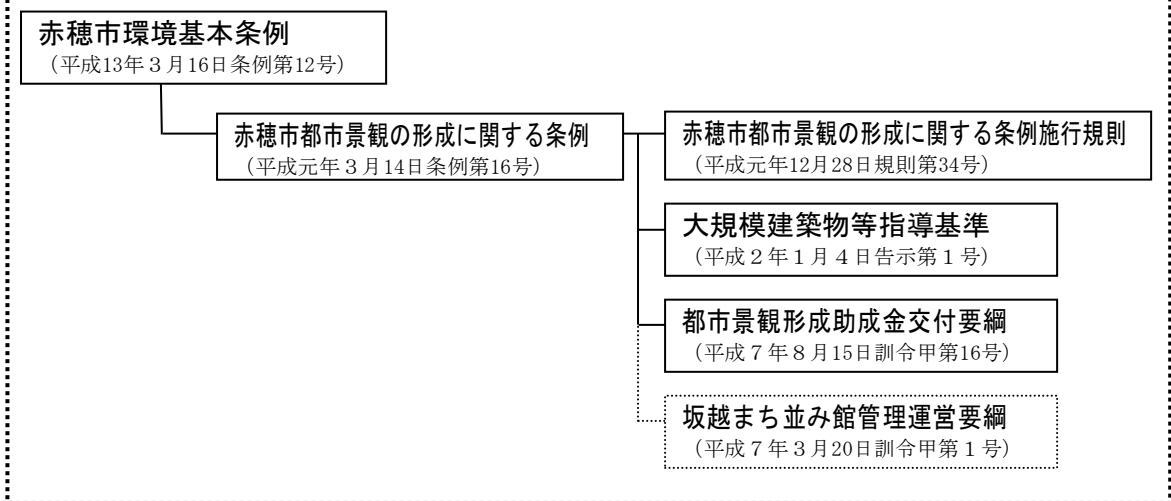 赤穂市環境基本条例
（平成13年３月16日条例第12号）
赤穂市都市景観の形成に関する条例
（平成元年３月14日条例第16号）
赤穂市都市景観の形成に関する条例施行規則
（平成元年12月28日規則第34号）
大規模建築物等指導基準
（平成２年１月４日告示第１号）
都市景観形成助成金交付要綱
（平成７年８月15日訓令甲第16号）
坂越まち並み館管理運営要綱
（平成７年３月20日訓令甲第１号）